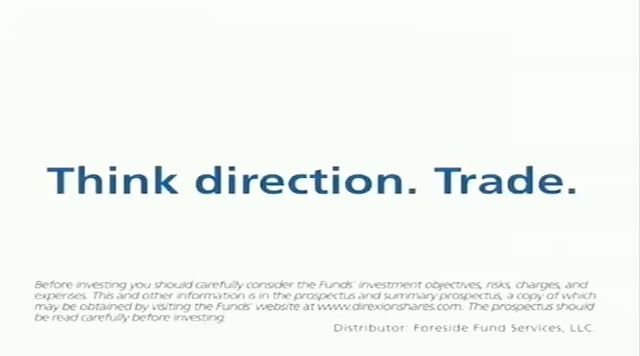 Think direction. Trade.
Before investing you should carefully consider the Funds' investment objectives, risks, charges, and
expenses. This and other information is in the prospectus and summary prospectus, a copy of which
may be obtained by visiting the Funds' website at www.direxionshares.com. The prospectus should
be read carefully before investing.
Distributor: Foreside Fund Services, LLC.